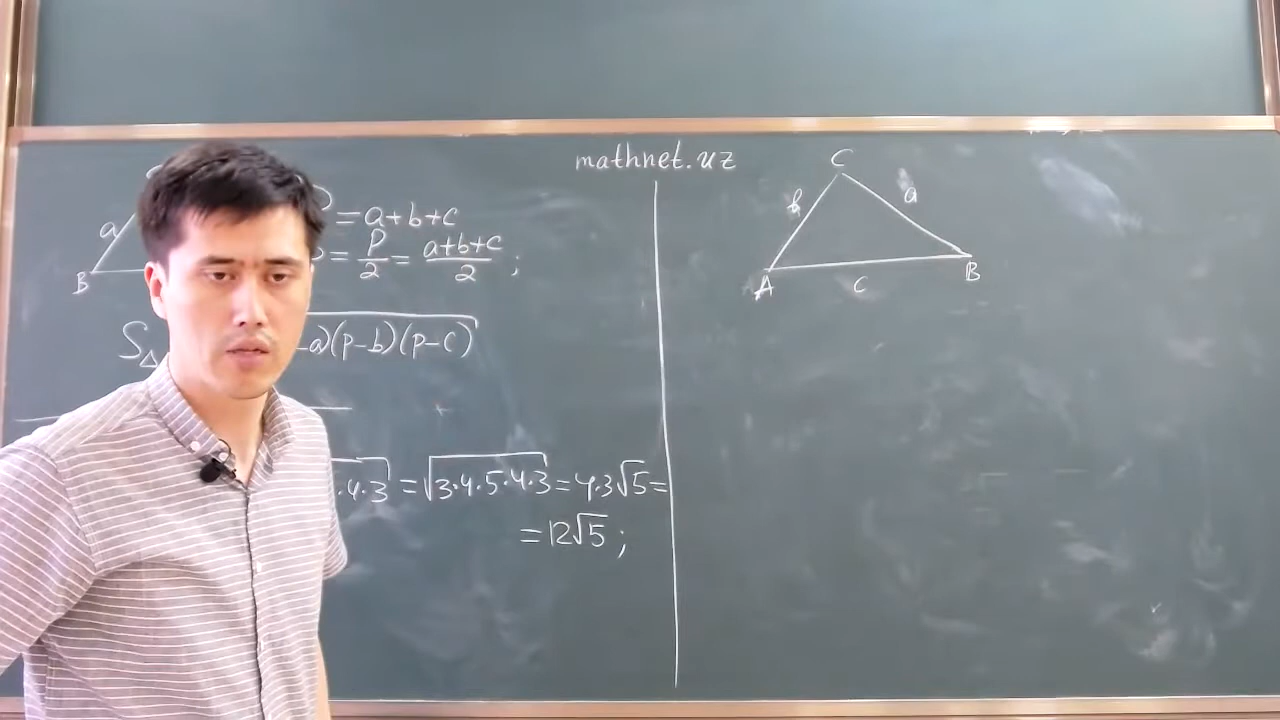 mathnet.uz
a
B
= a+b+c
= P/2 = (a+b+c)/2 ;
S△
-a)(p-b)(p-c)
.4.3 = √3.4.5.4.3 = 4.3√5 =
= 12√5 ;
C
b
a
A
c
B